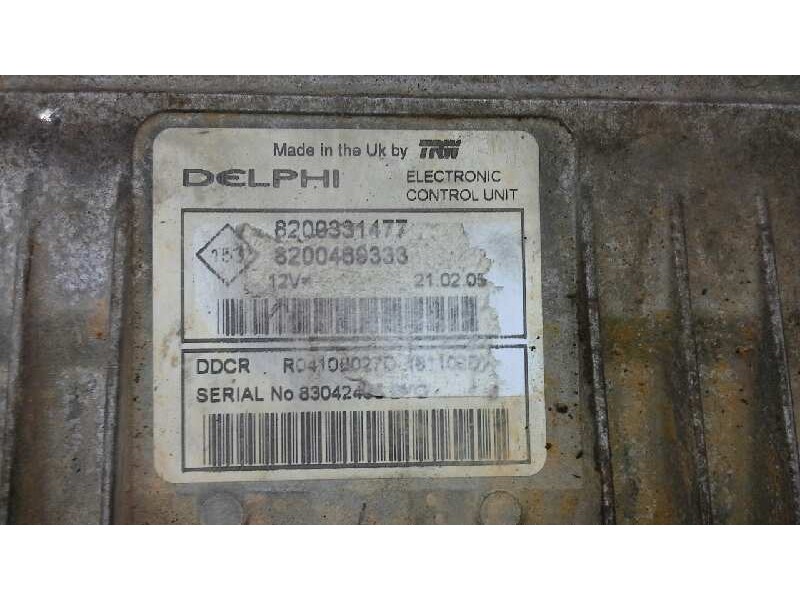 Made in the Uk by TRW
DELPHI
ELECTRONIC
CONTROL UNIT
8200331477
8200489333
12V
21.02.05
DDCR
SERIAL No